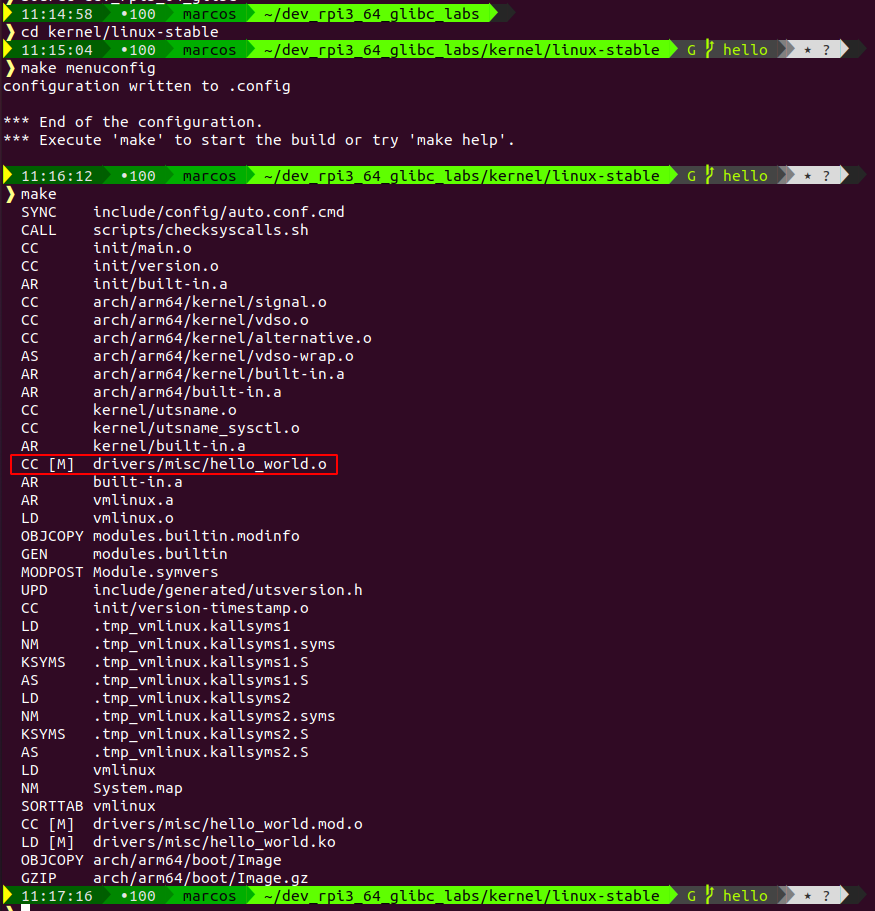 11:14:58 •100 marcos ~/dev_rpi3_64_glibc_labs
❯ cd kernel/linux-stable
11:15:04 •100 marcos ~/dev_rpi3_64_glibc_labs/kernel/linux-stable G hello ★ ?
❯ make menuconfig
configuration written to .config
*** End of the configuration.
*** Execute 'make' to start the build or try 'make help'.
11:16:12 •100 marcos ~/dev_rpi3_64_glibc_labs/kernel/linux-stable G hello ★ ?
❯ make
SYNC include/config/auto.conf.cmd
CALL scripts/checksyscalls.sh
CC init/main.o
CC init/version.o
AR init/built-in.a
CC arch/arm64/kernel/signal.o
CC arch/arm64/kernel/vdso.o
CC arch/arm64/kernel/alternative.o
AS arch/arm64/kernel/vdso-wrap.o
AR arch/arm64/kernel/built-in.a
AR arch/arm64/built-in.a
CC kernel/utsname.o
CC kernel/utsname_sysctl.o
AR kernel/built-in.a
CC [M] drivers/misc/hello_world.o
AR built-in.a
AR vmlinux.a
LD vmlinux.o
OBJCOPY modules.builtin.modinfo
GEN modules.builtin
MODPOST Module.symvers
UPD include/generated/utsversion.h
CC init/version-timestamp.o
LD .tmp_vmlinux.kallsyms1
NM .tmp_vmlinux.kallsyms1.syms
KSYMS .tmp_vmlinux.kallsyms1.S
AS .tmp_vmlinux.kallsyms1.S
LD .tmp_vmlinux.kallsyms2
NM .tmp_vmlinux.kallsyms2.syms
KSYMS .tmp_vmlinux.kallsyms2.S
AS .tmp_vmlinux.kallsyms2.S
LD vmlinux
NM System.map
SORTTAB vmlinux
CC [M] drivers/misc/hello_world.mod.o
LD [M] drivers/misc/hello_world.ko
OBJCOPY arch/arm64/boot/Image
GZIP arch/arm64/boot/Image.gz
11:17:16 •100 marcos ~/dev_rpi3_64_glibc_labs/kernel/linux-stable G hello ★ ?